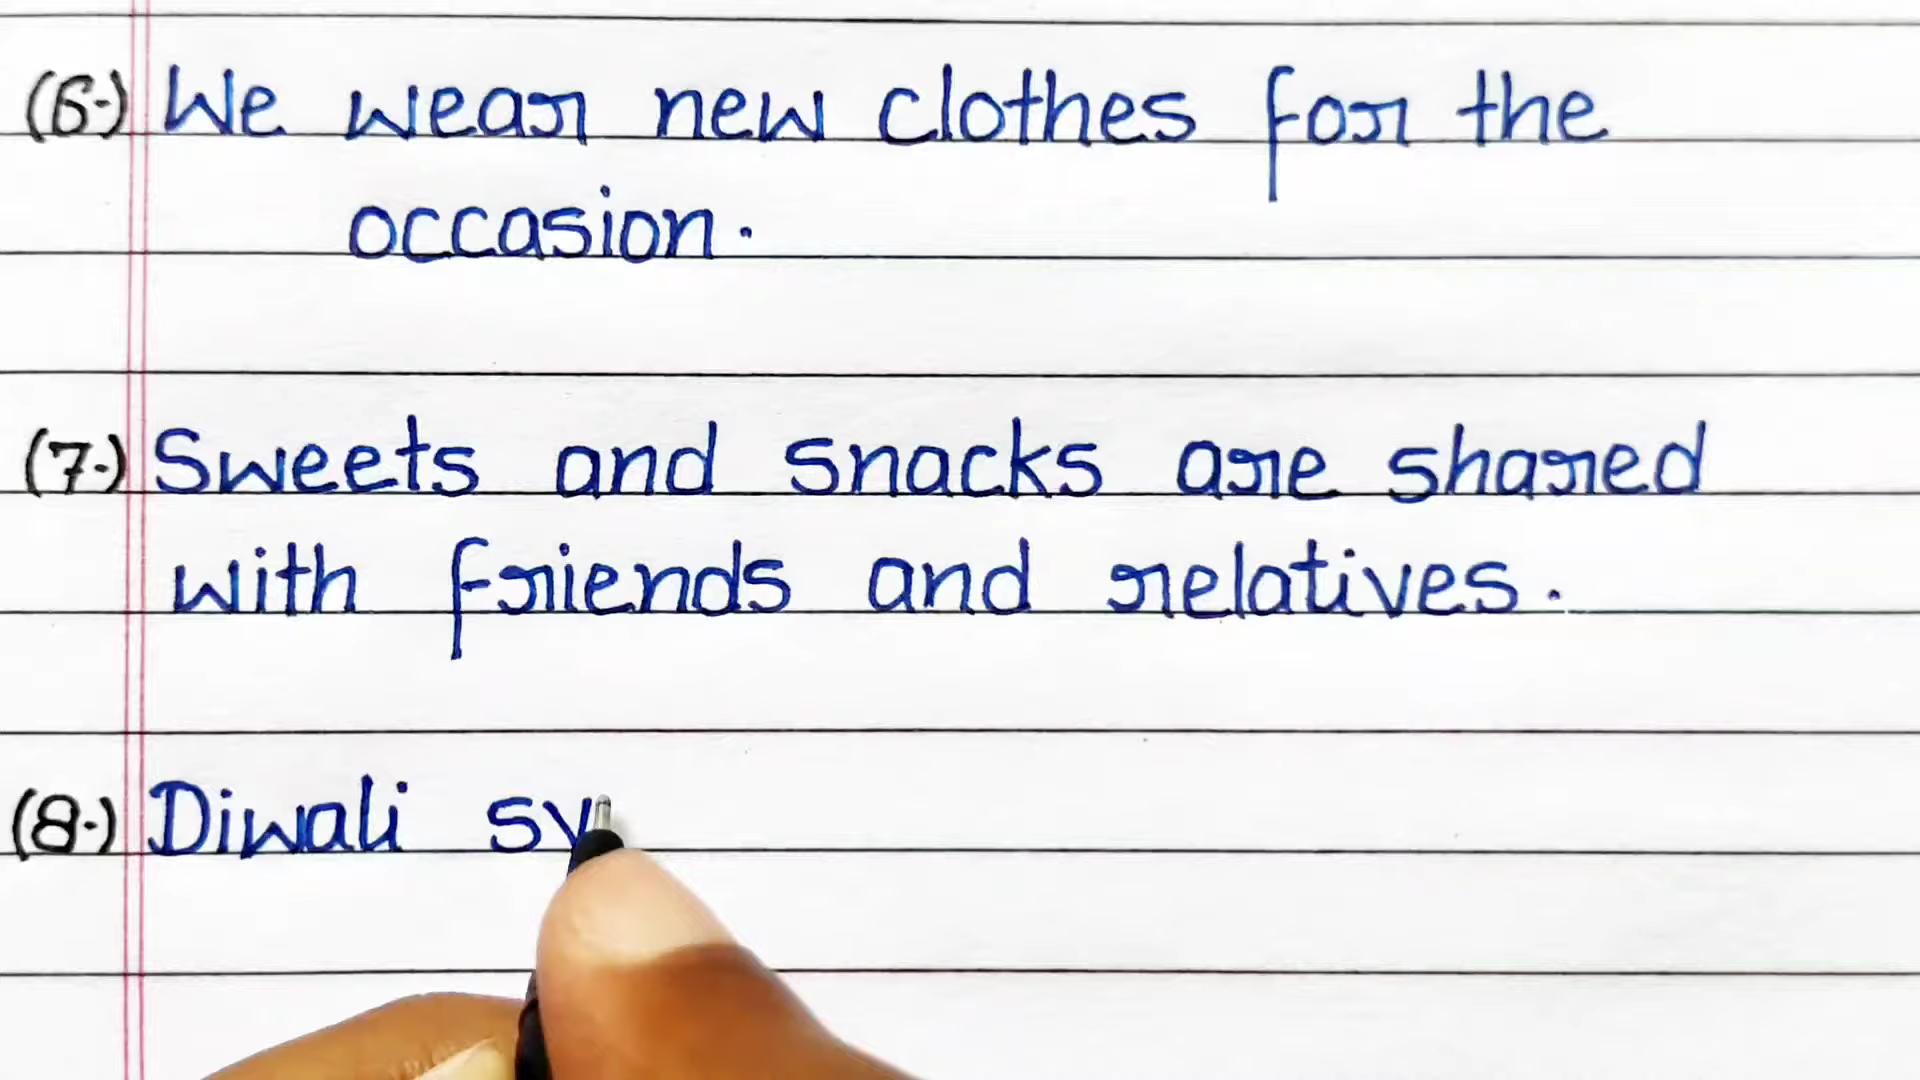 (6.) We wear new clothes for the
occasion.
(7.) Sweets and snacks are shared
with friends and relatives.
(8.) Diwali sy